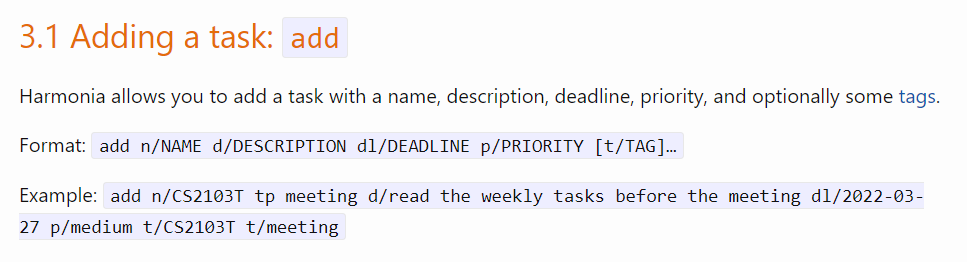 3.1 Adding a task: add
Harmonia allows you to add a task with a name, description, deadline, priority, and optionally some tags.
Format: add n/NAME d/DESCRIPTION dl/DEADLINE p/PRIORITY [t/TAG]…
Example: add n/CS2103T tp meeting d/read the weekly tasks before the meeting dl/2022-03-
27 p/medium t/CS2103T t/meeting